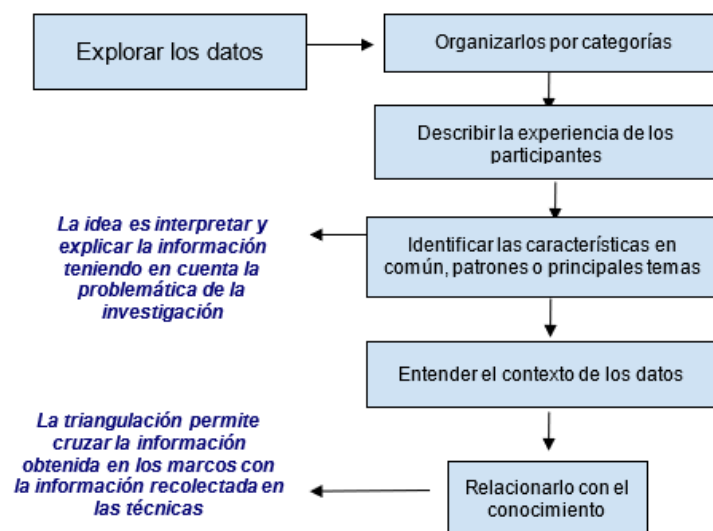 Explorar los datos
Organizarlos por categorías
Describir la experiencia de los
participantes
La idea es interpretar y
explicar la información
teniendo en cuenta la
problemática de la
investigación
Identificar las características en
común, patrones o principales temas
Entender el contexto de los datos
La triangulación permite
cruzar la información
obtenida en los marcos con
la información recolectada en
las técnicas
Relacionarlo con el
conocimiento